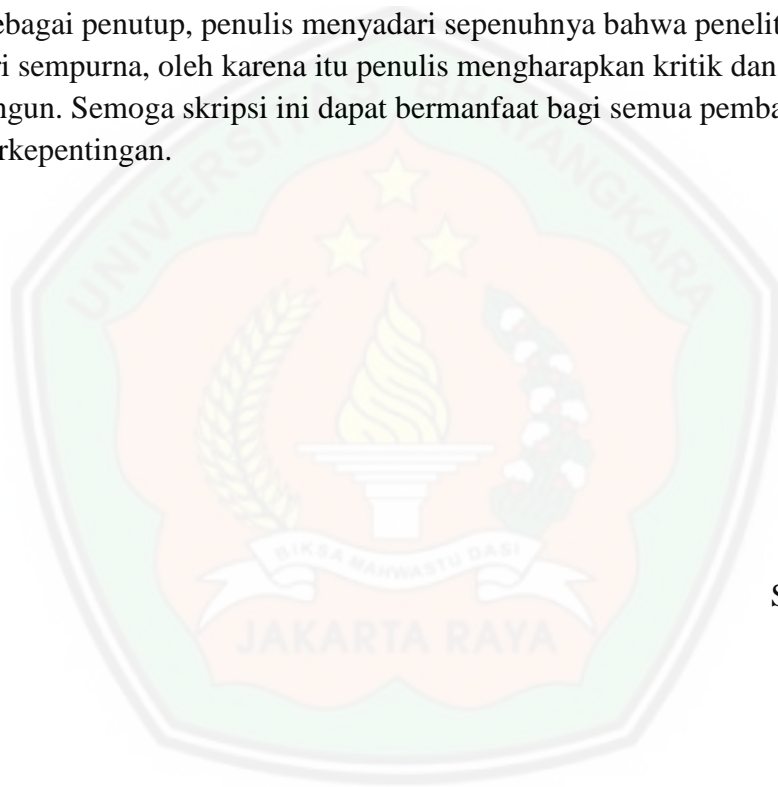 ebagai penutup, penulis menyadari sepenuhnya bahwa penelit
ri sempurna, oleh karena itu penulis mengharapkan kritik dan
ngun. Semoga skripsi ini dapat bermanfaat bagi semua pemba
rkepentingan.
UNIVERSITAS BHAYANGKARA
BIKSA MAHWASTU DASI
S
JAKARTA RAYA